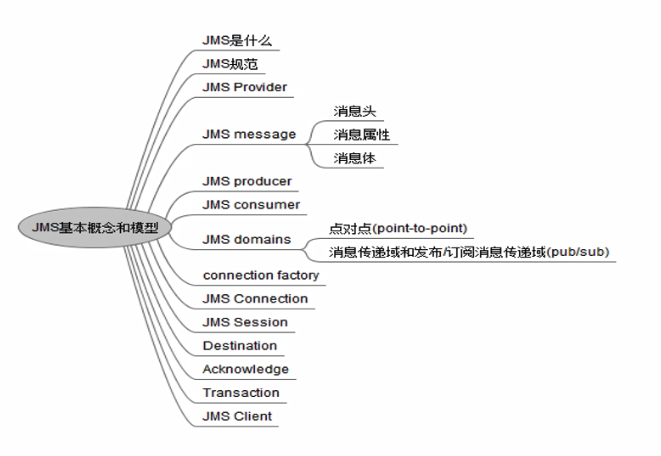 JMS是什么
JMS规范
JMS Provider
JMS message
消息头
消息属性
消息体
JMS producer
JMS consumer
JMS基本概念和模型
JMS domains
点对点(point-to-point)
消息传递域和发布/订阅消息传递域(pub/sub)
connection factory
JMS Connection
JMS Session
Destination
Acknowledge
Transaction
JMS Client